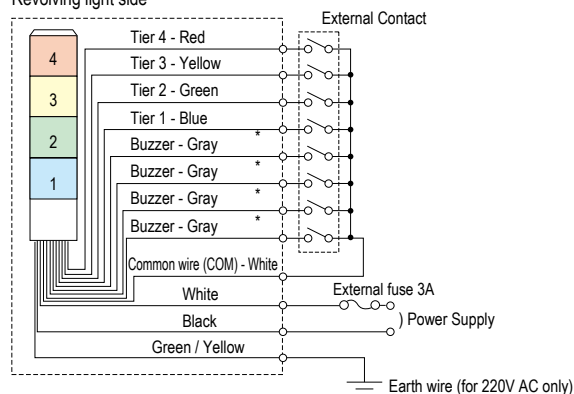 Revolving light side
External Contact
4
3
2
1
Tier 4 - Red
Tier 3 - Yellow
Tier 2 - Green
Tier 1 - Blue
Buzzer - Gray *
Buzzer - Gray *
Buzzer - Gray *
Buzzer - Gray *
Common wire (COM) - White
White
External fuse 3A
Black
) Power Supply
Green / Yellow
Earth wire (for 220V AC only)